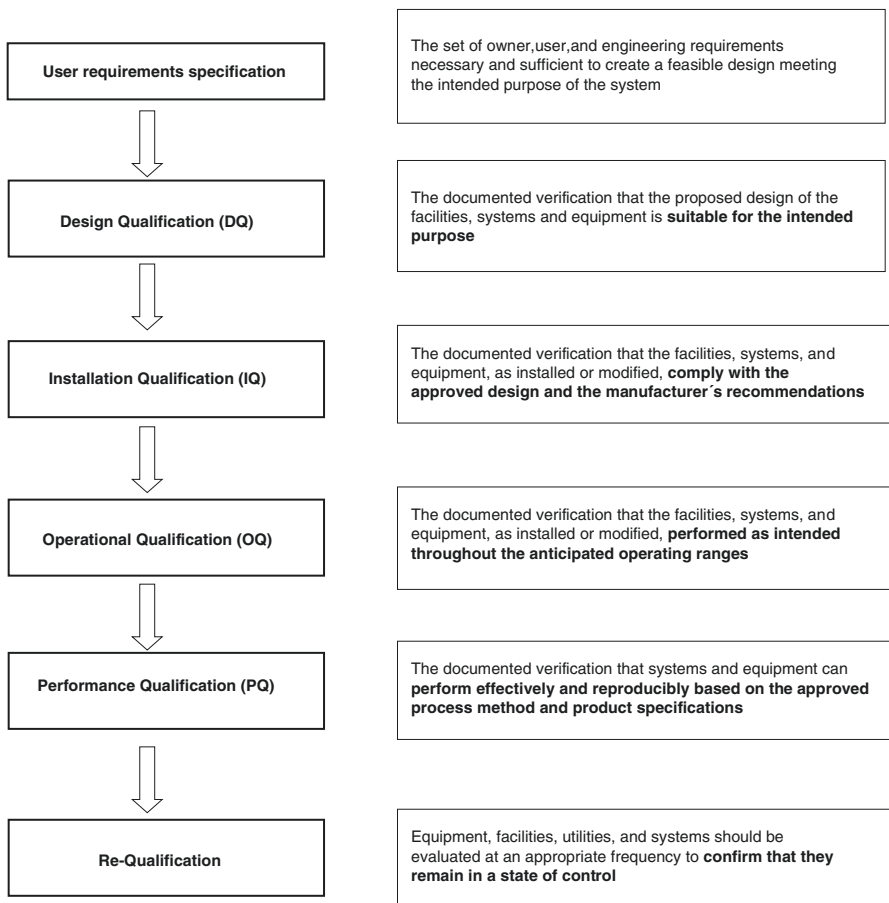 User requirements specification
The set of owner,user,and engineering requirements
necessary and sufficient to create a feasible design meeting
the intended purpose of the system
Design Qualification (DQ)
The documented verification that the proposed design of the
facilities, systems and equipment is suitable for the intended
purpose
Installation Qualification (IQ)
The documented verification that the facilities, systems, and
equipment, as installed or modified, comply with the
approved design and the manufacturer´s recommendations
Operational Qualification (OQ)
The documented verification that the facilities, systems, and
equipment, as installed or modified, performed as intended
throughout the anticipated operating ranges
Performance Qualification (PQ)
The documented verification that systems and equipment can
perform effectively and reproducibly based on the approved
process method and product specifications
Re-Qualification
Equipment, facilities, utilities, and systems should be
evaluated at an appropriate frequency to confirm that they
remain in a state of control